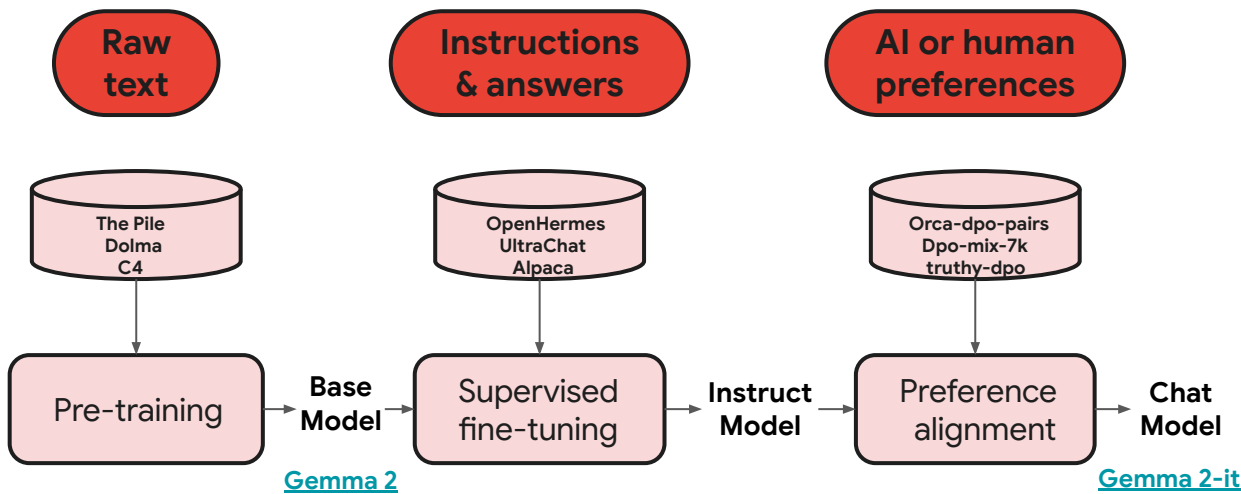 Raw
text
Instructions
& answers
AI or human
preferences
The Pile
Dolma
C4
OpenHermes
UltraChat
Alpaca
Orca-dpo-pairs
Dpo-mix-7k
truthy-dpo
Pre-training
Base
Model
Supervised
fine-tuning
Instruct
Model
Preference
alignment
Chat
Model
Gemma 2
Gemma 2-it